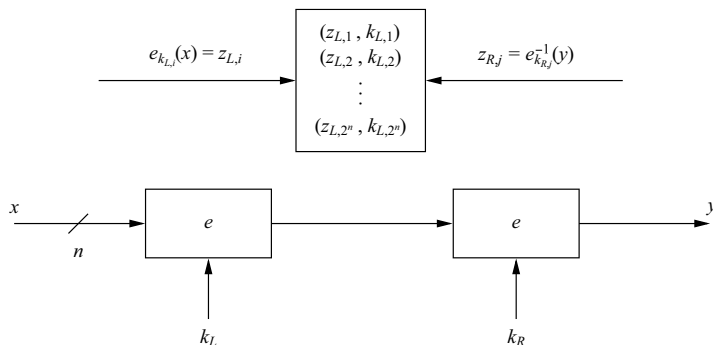 (z_{L,1} , k_{L,1})
e_{k_{L,i}}(x) = z_{L,i}
(z_{L,2} , k_{L,2})
z_{R,j} = e^{-1}_{k_{R,j}}(y)
⋮
(z_{L,2^n} , k_{L,2^n})
x
e
e
y
n
k_L
k_R